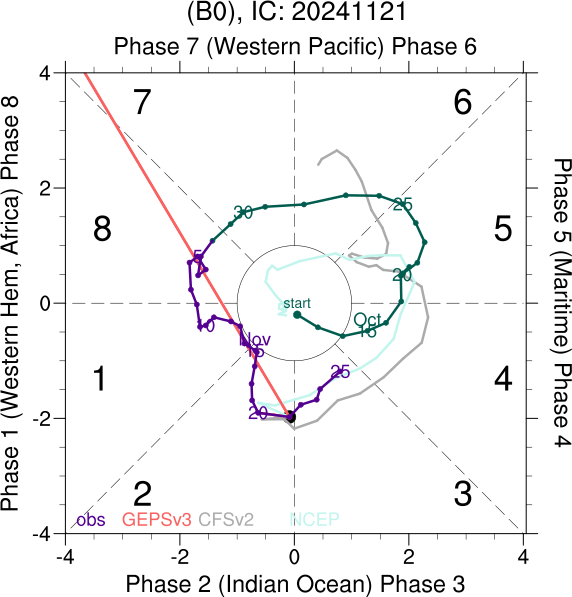 (B0), IC: 20241121
Phase 7 (Western Pacific) Phase 6
4
7
6
Phase 1 (Western Hem, Africa) Phase 8
Phase 5 (Maritime) Phase 4
30
25
2
8
5
5
20
start
0
Oct
10
15
Nov
15
1
4
25
-2
20
2
3
obs
GEPSv3
CFSv2
NCEP
-4
-4
-2
0
2
4
Phase 2 (Indian Ocean) Phase 3